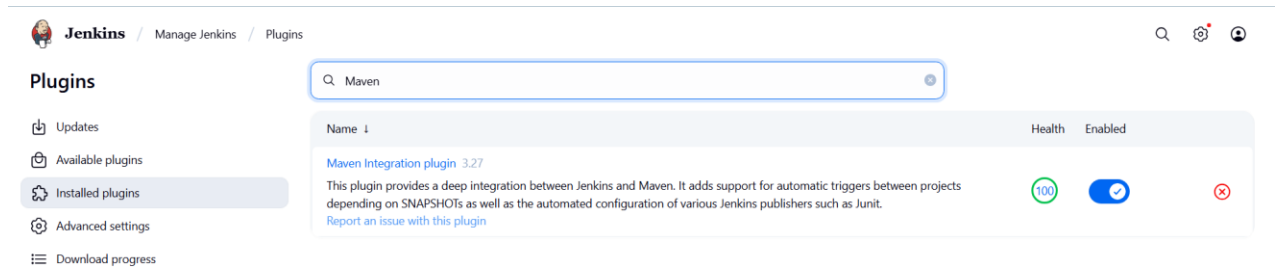 Jenkins / Manage Jenkins / Plugins
Plugins
Maven
Updates
Available plugins
Installed plugins
Advanced settings
Download progress
Name ↓ Health Enabled
Maven Integration plugin 3.27
This plugin provides a deep integration between Jenkins and Maven. It adds support for automatic triggers between projects
depending on SNAPSHOTs as well as the automated configuration of various Jenkins publishers such as Junit.
Report an issue with this plugin
100